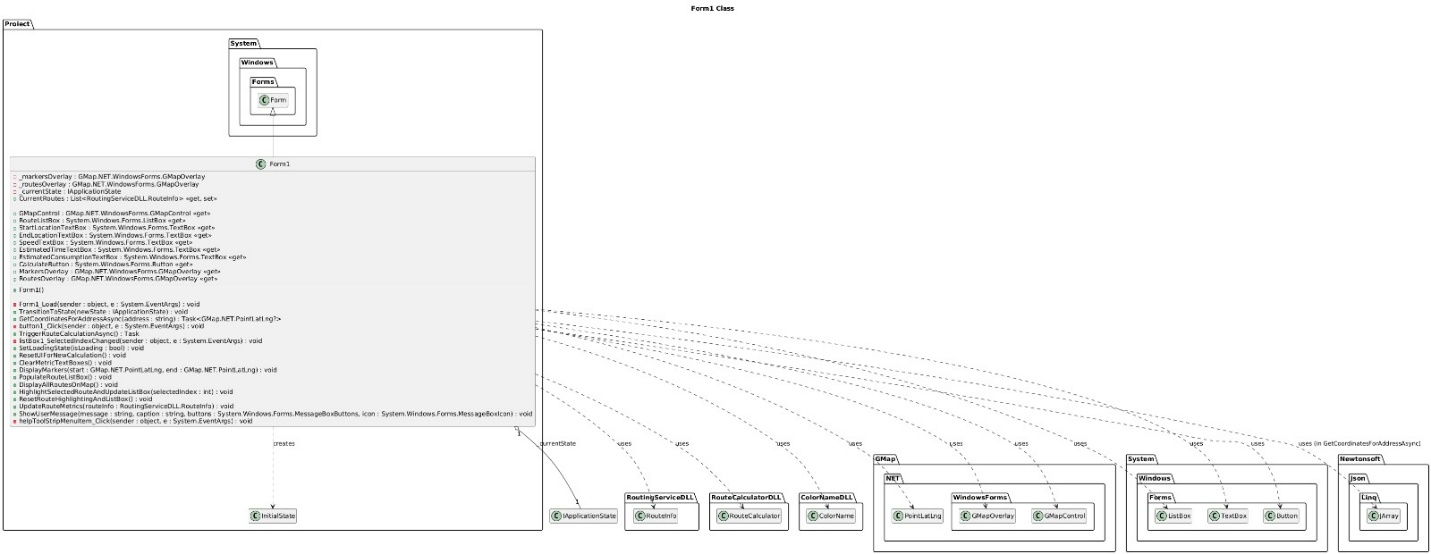 Form1 Class
Project
System
Windows
Forms
C Form
C Form1
_markersOverlay : GMap.NET.WindowsForms.GMapOverlay
_routesOverlay : GMap.NET.WindowsForms.GMapOverlay
_currentState : IApplicationState
CurrentRoutes : List<RoutingServiceDLL.RouteInfo> «get, set»
GMapControl : GMap.NET.WindowsForms.GMapControl «get»
RouteListBox : System.Windows.Forms.ListBox «get»
StartLocationTextBox : System.Windows.Forms.TextBox «get»
EndLocationTextBox : System.Windows.Forms.TextBox «get»
SpeedTextBox : System.Windows.Forms.TextBox «get»
EstimatedTimeTextBox : System.Windows.Forms.TextBox «get»
EstimatedConsumptionTextBox : System.Windows.Forms.TextBox «get»
CalculateButton : System.Windows.Forms.Button «get»
MarkersOverlay : GMap.NET.WindowsForms.GMapOverlay «get»
RoutesOverlay : GMap.NET.WindowsForms.GMapOverlay «get»
Form1()
Form1_Load(sender : object, e : System.EventArgs) : void
TransitionToState(newState : IApplicationState) : void
GetCoordinatesForAddressAsync(address : string) : Task<GMap.NET.PointLatLng?>
button1_Click(sender : object, e : System.EventArgs) : void
TriggerRouteCalculationAsync() : Task
listBox1_SelectedIndexChanged(sender : object, e : System.EventArgs) : void
SetLoadingState(isLoading : bool) : void
ResetUIForNewCalculation() : void
ClearMetricTextBoxes() : void
DisplayMarkers(start : GMap.NET.PointLatLng, end : GMap.NET.PointLatLng) : void
PopulateRouteListBox() : void
DisplayAllRoutesOnMap() : void
HighlightSelectedRouteAndUpdateListBox(selectedIndex : int) : void
ResetRouteHighlightingAndListBox() : void
UpdateRouteMetrics(routeInfo : RoutingServiceDLL.RouteInfo) : void
ShowUserMessage(message : string, caption : string, buttons : System.Windows.Forms.MessageBoxButtons, icon : System.Windows.Forms.MessageBoxIcon) : void
helpToolStripMenuItem_Click(sender : object, e : System.EventArgs) : void
1
creates
currentState
uses
uses
uses
uses
uses
uses
uses
uses
uses
uses (in GetCoordinatesForAddressAsync)
1
C InitialState
C IApplicationState
RoutingServiceDLL
C RouteInfo
RouteCalculatorDLL
C RouteCalculator
ColorNameDLL
C ColorName
GMap
NET
C PointLatLng
WindowsForms
C GMapOverlay
C GMapControl
System
Windows
Forms
C ListBox
C TextBox
C Button
Newtonsoft
Json
Linq
C JArray